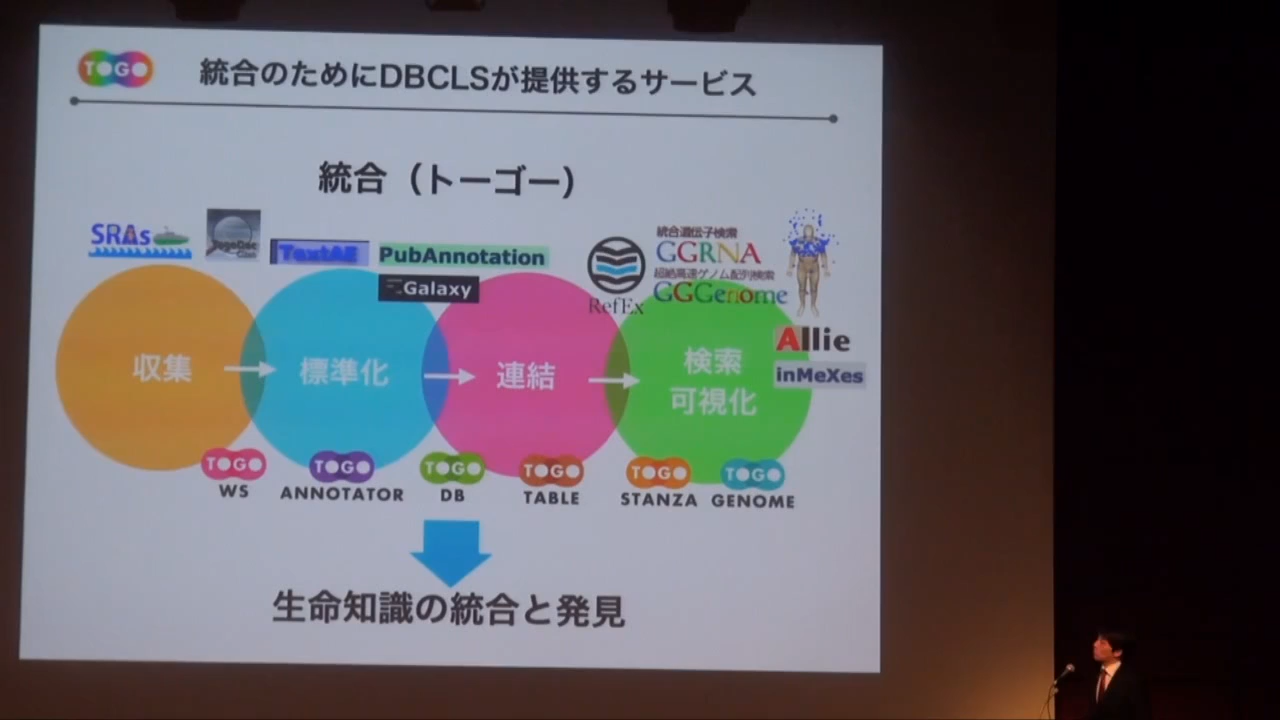 TOGO
統合のためにDBCLSが提供するサービス
統合（トーゴー）
SRAs
TogoDoc
TextAE
PubAnnotation
Galaxy
RefEx
統合遺伝子検索
GGRNA
超絶高速ゲノム配列検索
GGGenome
Allie
inMeXes
収集
標準化
連結
検索
可視化
TOGO
WS
TOGO
ANNOTATOR
TOGO
DB
TOGO
TABLE
TOGO
STANZA
TOGO
GENOME
生命知識の統合と発見